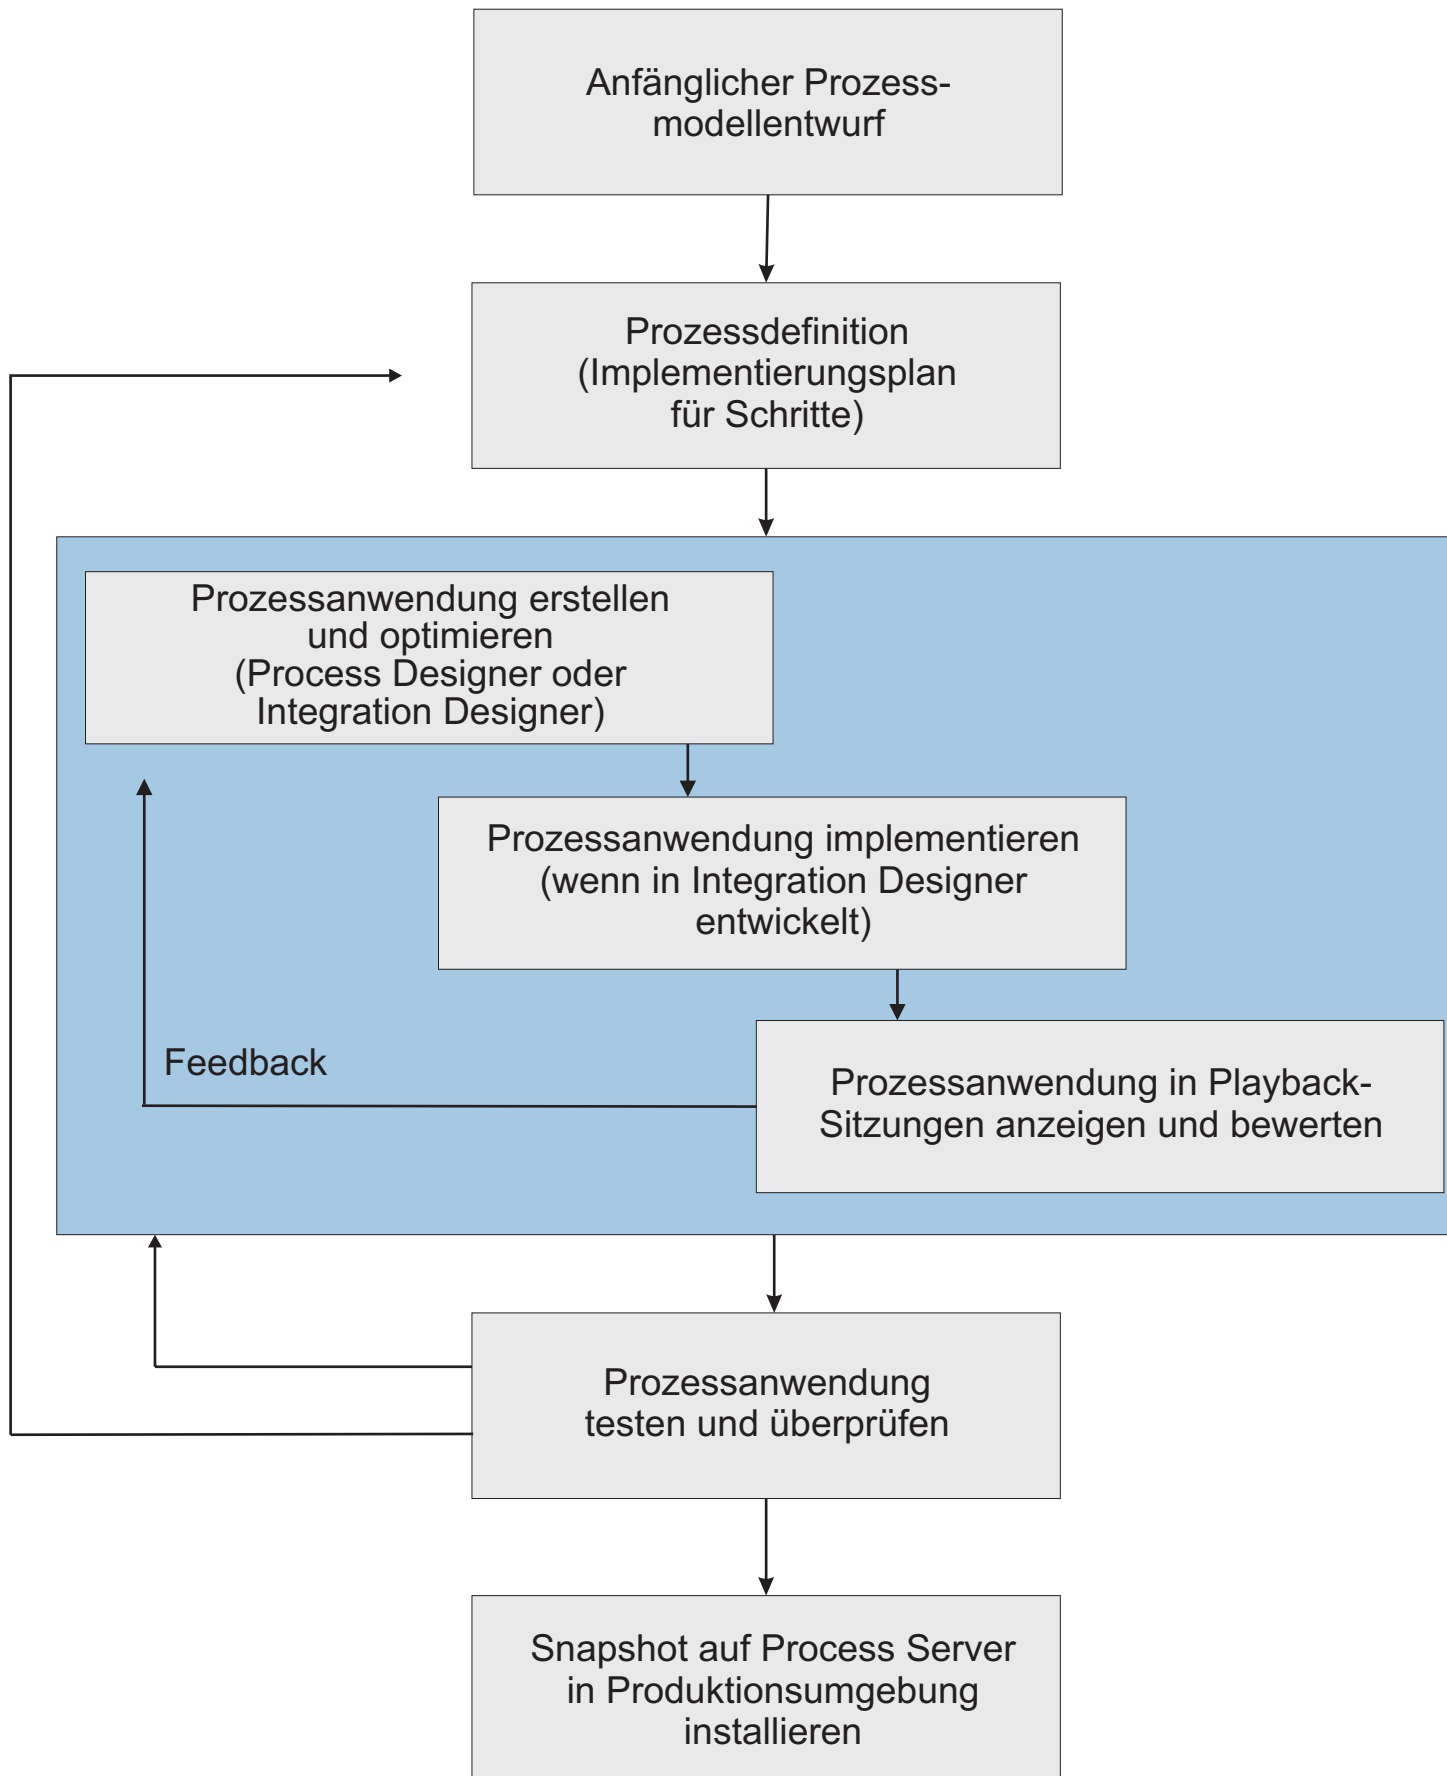 Anfänglicher Prozess-
modellentwurf
Prozessdefinition
(Implementierungsplan
für Schritte)
Prozessanwendung erstellen
und optimieren
(Process Designer oder
Integration Designer)
Prozessanwendung implementieren
(wenn in Integration Designer
entwickelt)
Feedback
Prozessanwendung in Playback-
Sitzungen anzeigen und bewerten
Prozessanwendung
testen und überprüfen
Snapshot auf Process Server
in Produktionsumgebung
installieren